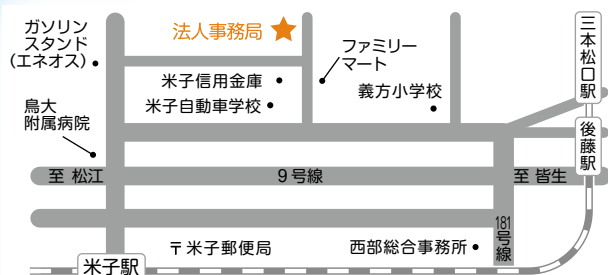 ガソリン
スタンド
(エネオス)
法人事務局
ファミリー
マート
三本松口駅
米子信用金庫
米子自動車学校
義方小学校
鳥大
附属病院
後藤駅
至 松江
9号線
至 皆生
181号線
〒米子郵便局
西部総合事務所
米子駅